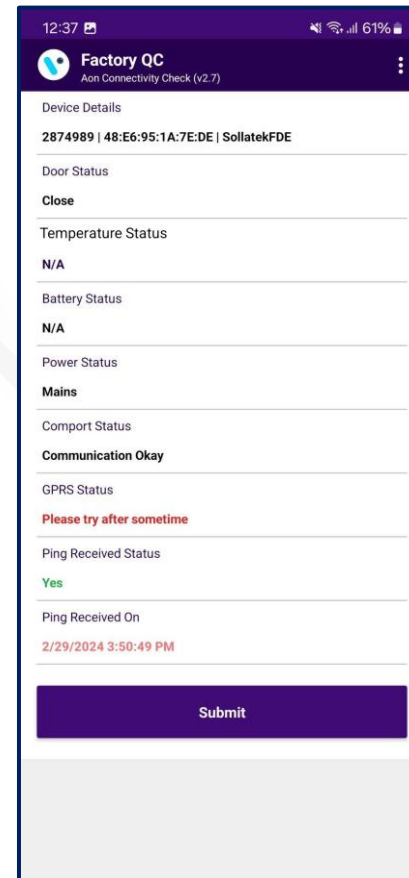 12:37 61%
Factory QC
Aon Connectivity Check (v2.7)
Device Details
2874989 | 48:E6:95:1A:7E:DE | SollatekFDE
Door Status
Close
Temperature Status
N/A
Battery Status
N/A
Power Status
Mains
Comport Status
Communication Okay
GPRS Status
Please try after sometime
Ping Received Status
Yes
Ping Received On
2/29/2024 3:50:49 PM
Submit